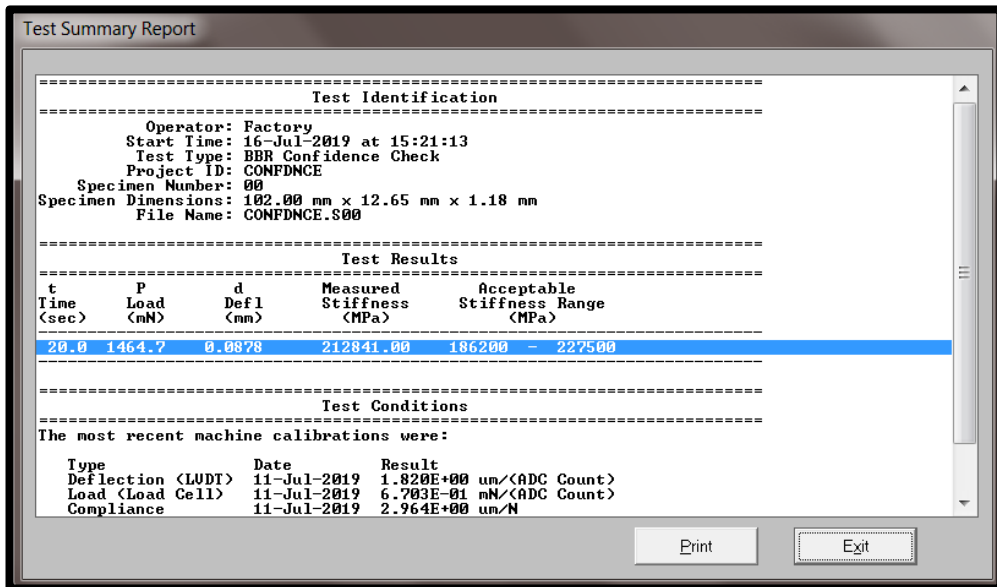 Test Summary Report
================================================================================
Test Identification
================================================================================
Operator: Factory
Start Time: 16-Jul-2019 at 15:21:13
Test Type: BBR Confidence Check
Project ID: CONFDNCE
Specimen Number: 00
Specimen Dimensions: 102.00 mm x 12.65 mm x 1.18 mm
File Name: CONFDNCE.S00
================================================================================
Test Results
================================================================================
t P d Measured Acceptable
Time Load Defl Stiffness Stiffness Range
(sec) (mN) (mm) (MPa) (MPa)
--------------------------------------------------------------------------------
20.0 1464.7 0.0878 212841.00 186200 - 227500
--------------------------------------------------------------------------------
================================================================================
Test Conditions
================================================================================
The most recent machine calibrations were:
Type Date Result
Deflection (LVDT) 11-Jul-2019 1.820E+00 um/(ADC Count)
Load (Load Cell) 11-Jul-2019 6.703E-01 mN/(ADC Count)
Compliance 11-Jul-2019 2.964E+00 um/N
Print Exit